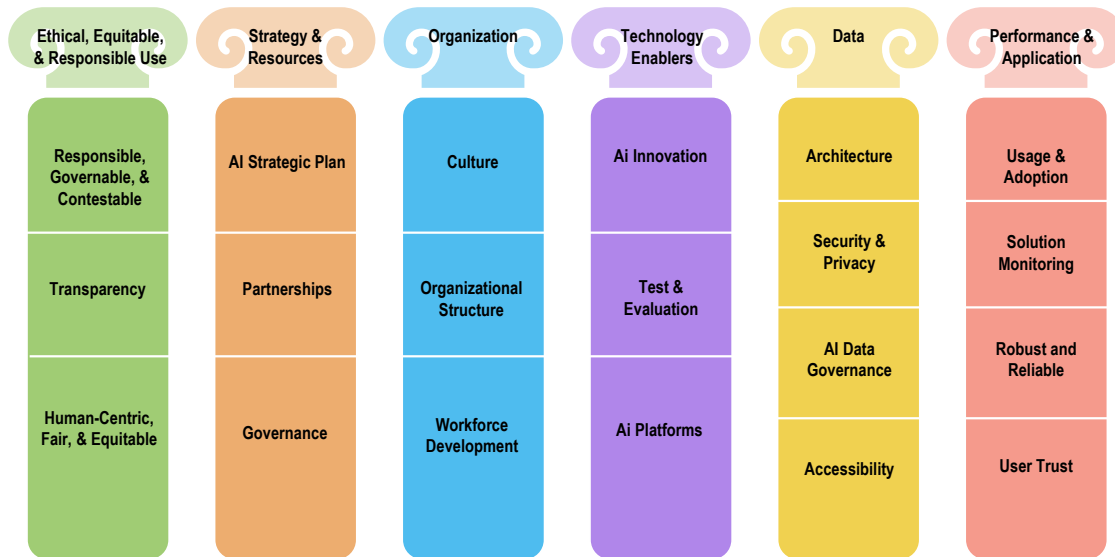 Ethical, Equitable,
& Responsible Use
Responsible,
Governable, &
Contestable
Transparency
Human-Centric,
Fair, & Equitable
Strategy &
Resources
AI Strategic Plan
Partnerships
Governance
Organization
Culture
Organizational
Structure
Workforce
Development
Technology
Enablers
Ai Innovation
Test &
Evaluation
Ai Platforms
Data
Architecture
Security &
Privacy
AI Data
Governance
Accessibility
Performance &
Application
Usage &
Adoption
Solution
Monitoring
Robust and
Reliable
User Trust